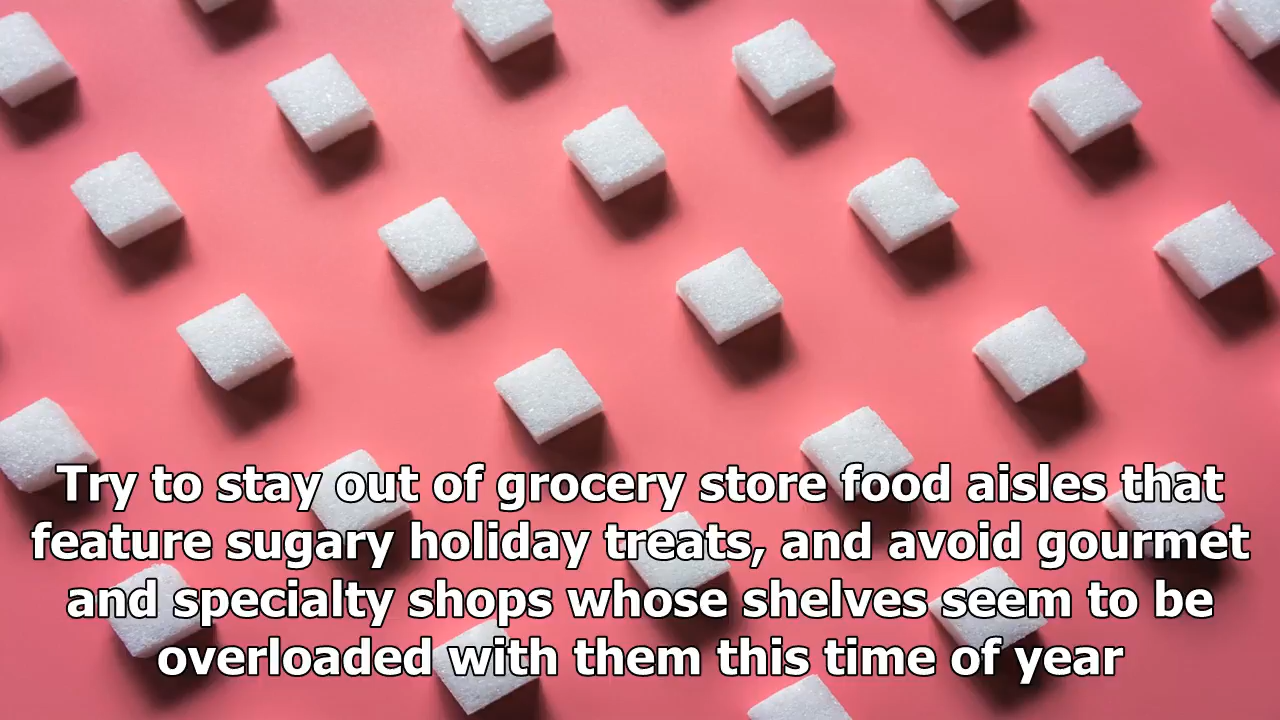 Try to stay out of grocery store food aisles that
feature sugary holiday treats, and avoid gourmet
and specialty shops whose shelves seem to be
overloaded with them this time of year